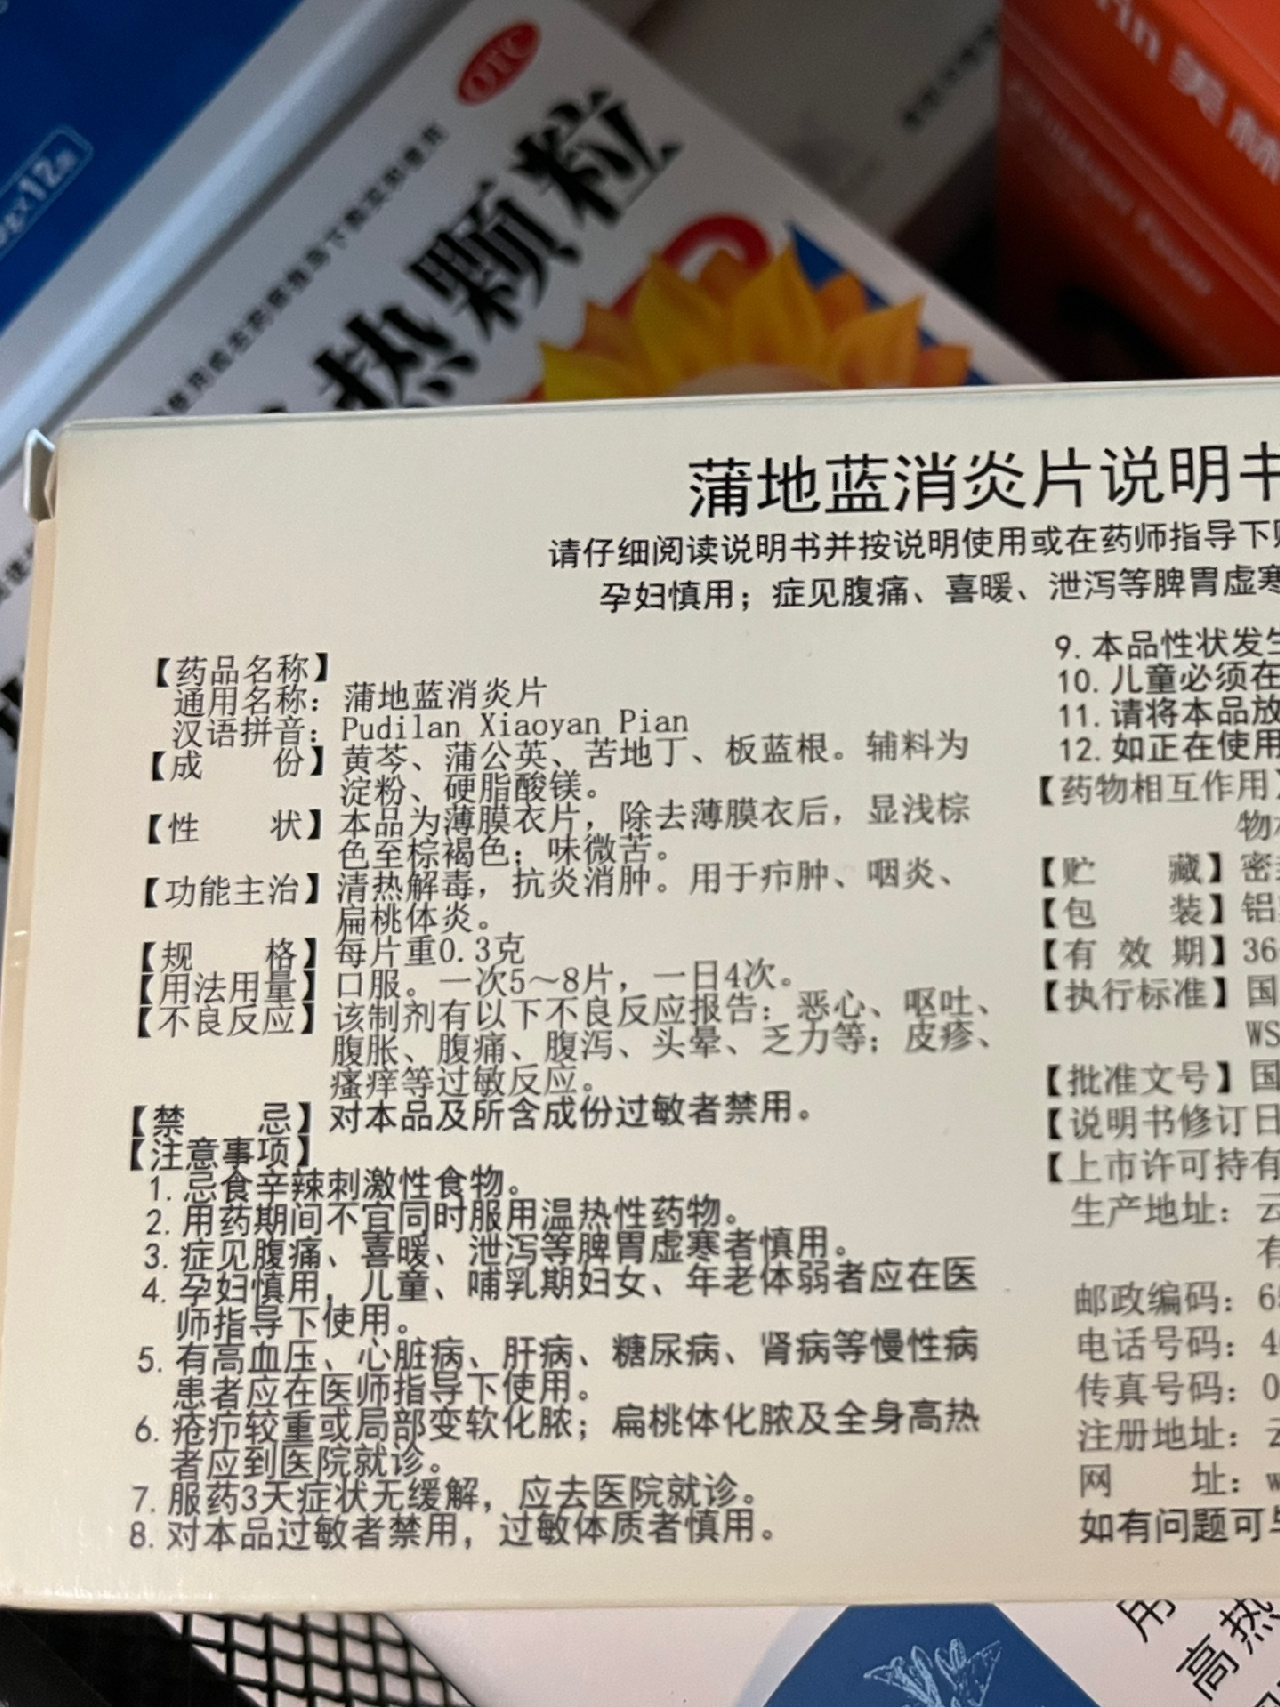 OTC
热颗粒
美林
蒲地蓝消炎片说明书
请仔细阅读说明书并按说明使用或在药师指导下
孕妇慎用；症见腹痛、喜暖、泄泻等脾胃虚寒
【药品名称】
通用名称：蒲地蓝消炎片
汉语拼音：Pudilan Xiaoyan Pian
【成 份】黄芩、蒲公英、苦地丁、板蓝根。辅料为
淀粉、硬脂酸镁。
【性 状】本品为薄膜衣片，除去薄膜衣后，显浅棕
色至棕褐色；味微苦。
【功能主治】清热解毒，抗炎消肿。用于疖肿、咽炎、
扁桃体炎。
【规 格】每片重0.3克
【用法用量】口服。一次5～8片，一日4次。
【不良反应】该制剂有以下不良反应报告：恶心、呕吐、
腹胀、腹痛、腹泻、头晕、乏力等；皮疹、
瘙痒等过敏反应。
【禁 忌】对本品及所含成份过敏者禁用。
【注意事项】
1. 忌食辛辣刺激性食物。
2. 用药期间不宜同时服用温热性药物。
3. 症见腹痛、喜暖、泄泻等脾胃虚寒者慎用。
4. 孕妇慎用，儿童、哺乳期妇女、年老体弱者应在医
师指导下使用。
5. 有高血压、心脏病、肝病、糖尿病、肾病等慢性病
患者应在医师指导下使用。
6. 疮疖较重或局部变软化脓；扁桃体化脓及全身高热
者应到医院就诊。
7. 服药3天症状无缓解，应去医院就诊。
8. 对本品过敏者禁用，过敏体质者慎用。
9. 本品性状发生
10. 儿童必须在
11. 请将本品放
12. 如正在使用
【药物相互作用】
物
【贮 藏】密
【包 装】铝
【有 效 期】36
【执行标准】国
WS
【批准文号】国
【说明书修订日
【上市许可持有
生产地址：云
有
邮政编码：6
电话号码：4
传真号码：0
注册地址：云
网 址：w
如有问题可与
用
高热